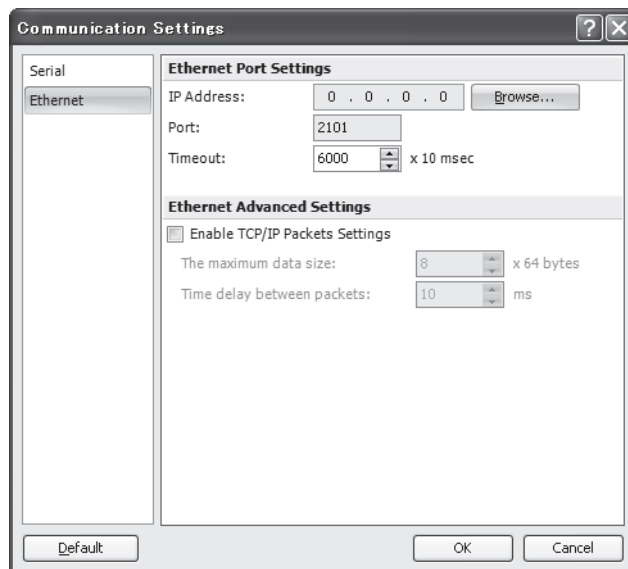 Communication Settings
Serial
Ethernet
Ethernet Port Settings
IP Address: 0 . 0 . 0 . 0 Browse...
Port: 2101
Timeout: 6000 x 10 msec
Ethernet Advanced Settings
Enable TCP/IP Packets Settings
The maximum data size: 8 x 64 bytes
Time delay between packets: 10 ms
Default OK Cancel